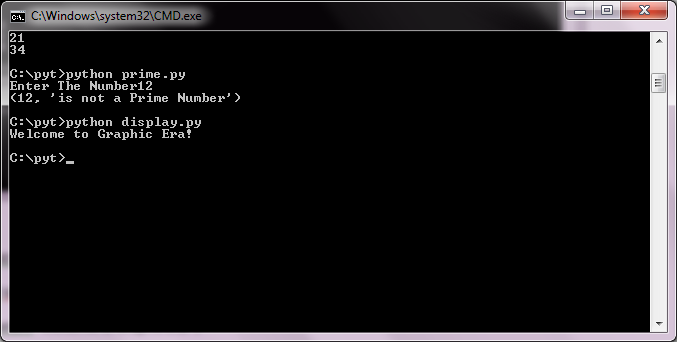 C:\Windows\system32\CMD.exe
21
34
C:\pyt>python prime.py
Enter The Number12
(12, 'is not a Prime Number')
C:\pyt>python display.py
Welcome to Graphic Era!
C:\pyt>_